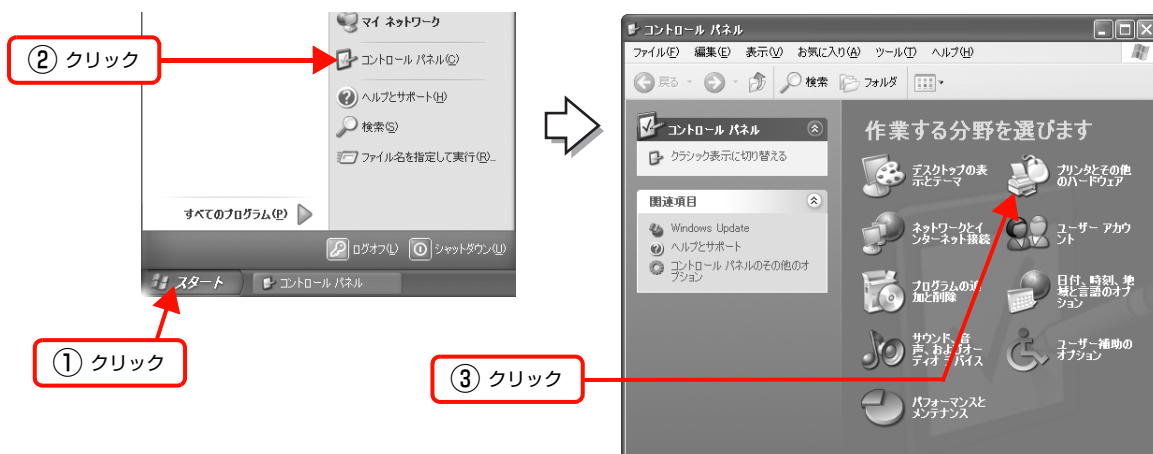 マイ ネットワーク
② クリック
コントロール パネル(C)
ヘルプとサポート(H)
検索(S)
ファイル名を指定して実行(R)...
すべてのプログラム(P)
ログオフ(L)
シャットダウン(U)
スタート
コントロール パネル
① クリック
コントロール パネル
ファイル(F) 編集(E) 表示(V) お気に入り(A) ツール(T) ヘルプ(H)
戻る 検索 フォルダ
コントロール パネル
クラシック表示に切り替える
関連項目
Windows Update
ヘルプとサポート
コントロール パネルのその他のオ
プション
作業する分野を選びます
デスクトップの表
示とテーマ
プリンタとその他
のハードウェア
ネットワークとイ
ンターネット接続
ユーザー アカウ
ント
プログラムの追
加と削除
日付、時刻、地
域と言語のオプ
ション
サウンド、音
声、およびオー
ディオ デバイス
ユーザー補助の
オプション
パフォーマンスと
メンテナンス
③ クリック